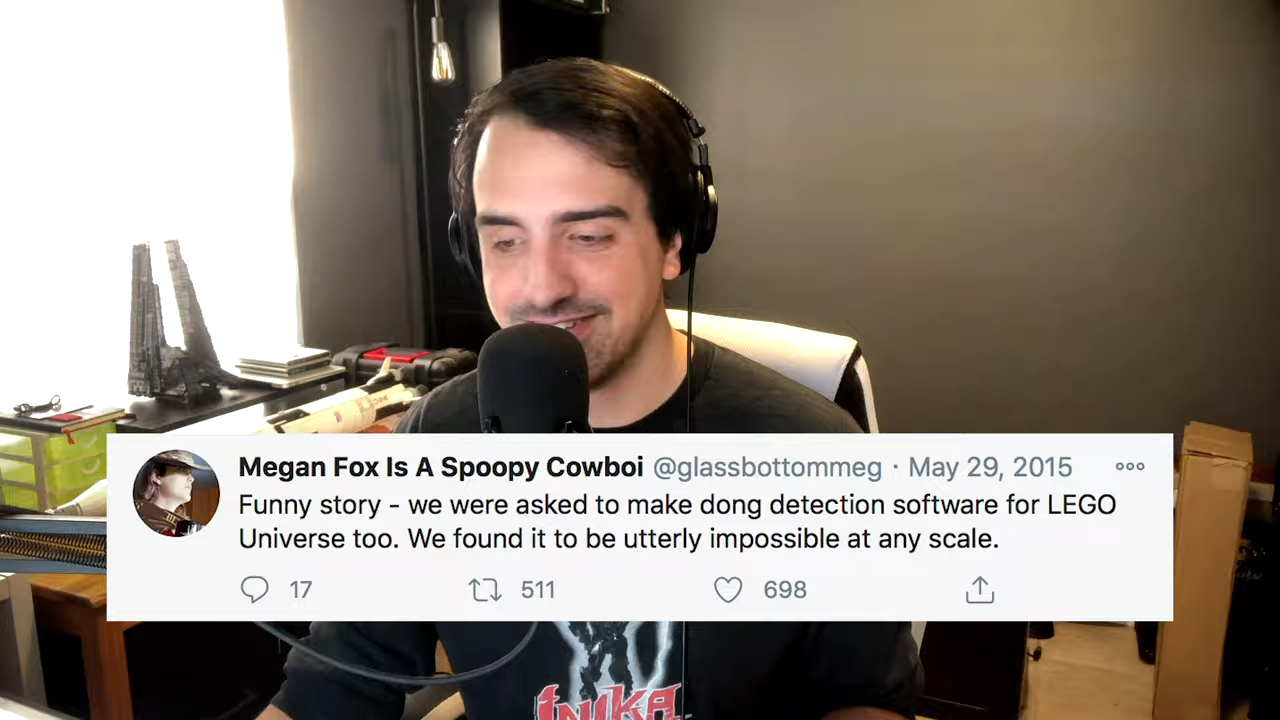 Megan Fox Is A Spoopy Cowboi @glassbottommeg · May 29, 2015
Funny story - we were asked to make dong detection software for LEGO
Universe too. We found it to be utterly impossible at any scale.
17 511 698